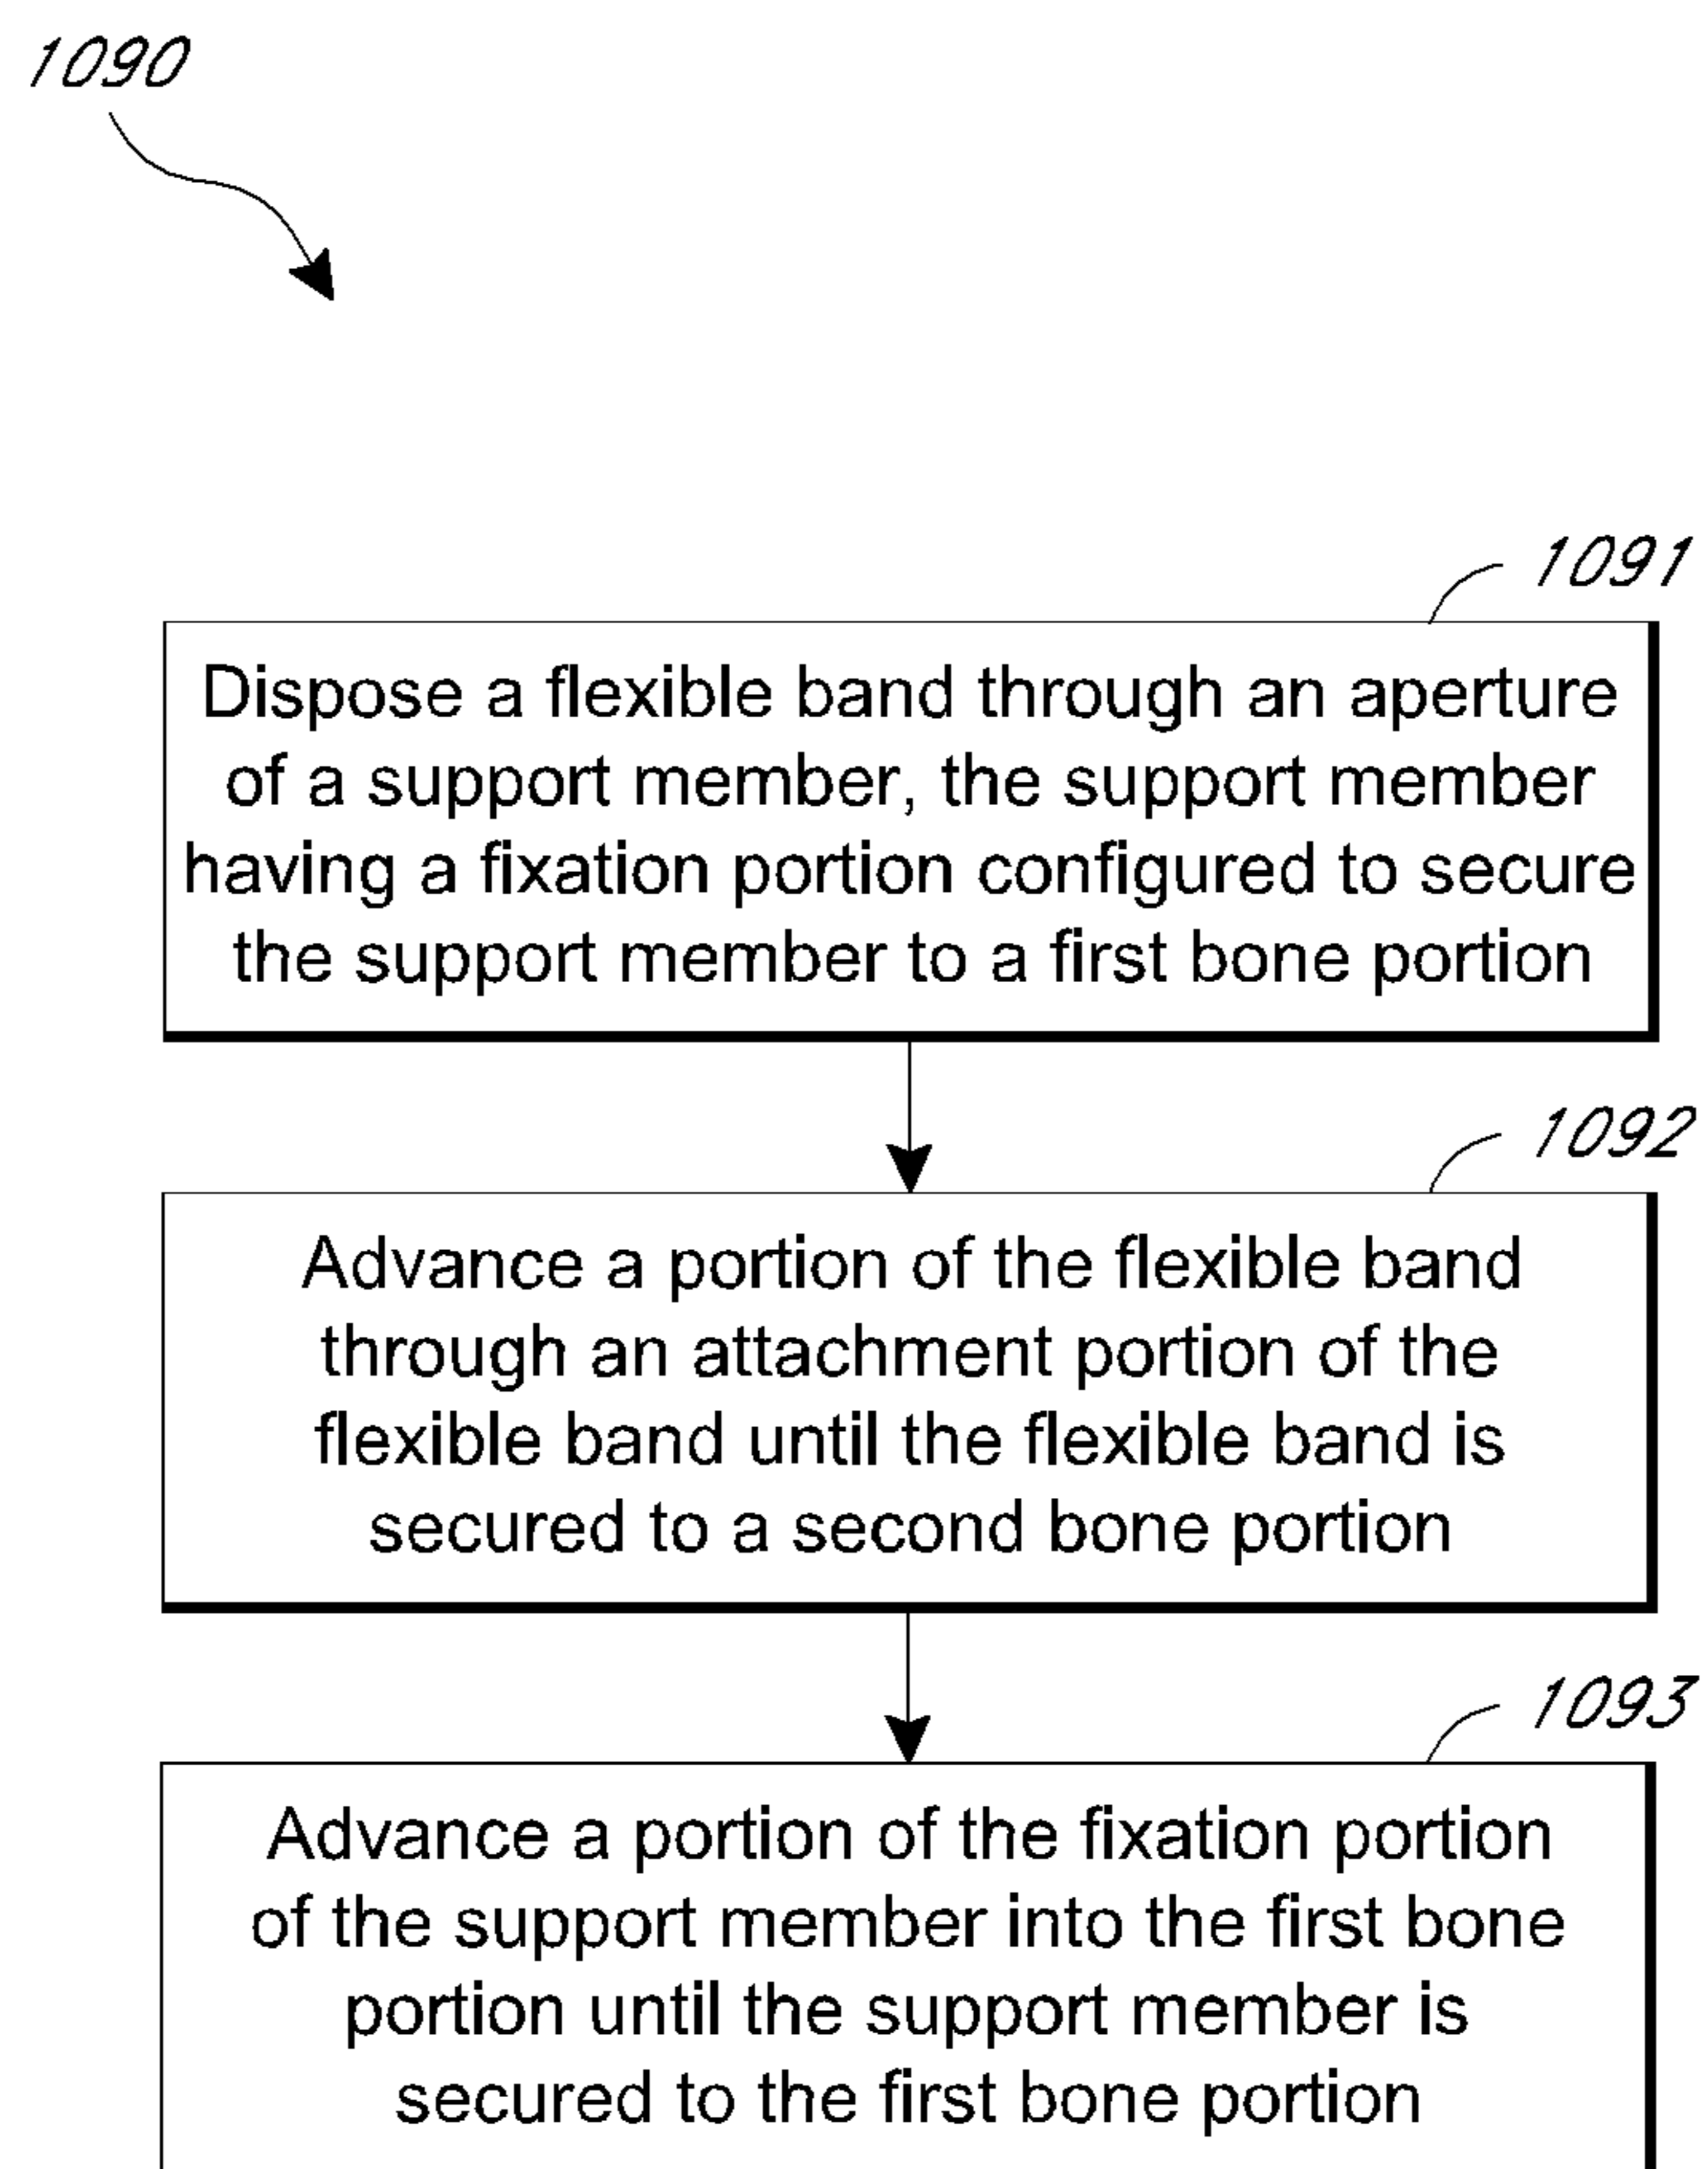 1090
1091
Dispose a flexible band through an aperture
of a support member, the support member
having a fixation portion configured to secure
the support member to a first bone portion
1092
Advance a portion of the flexible band
through an attachment portion of the
flexible band until the flexible band is
secured to a second bone portion
1093
Advance a portion of the fixation portion
of the support member into the first bone
portion until the support member is
secured to the first bone portion